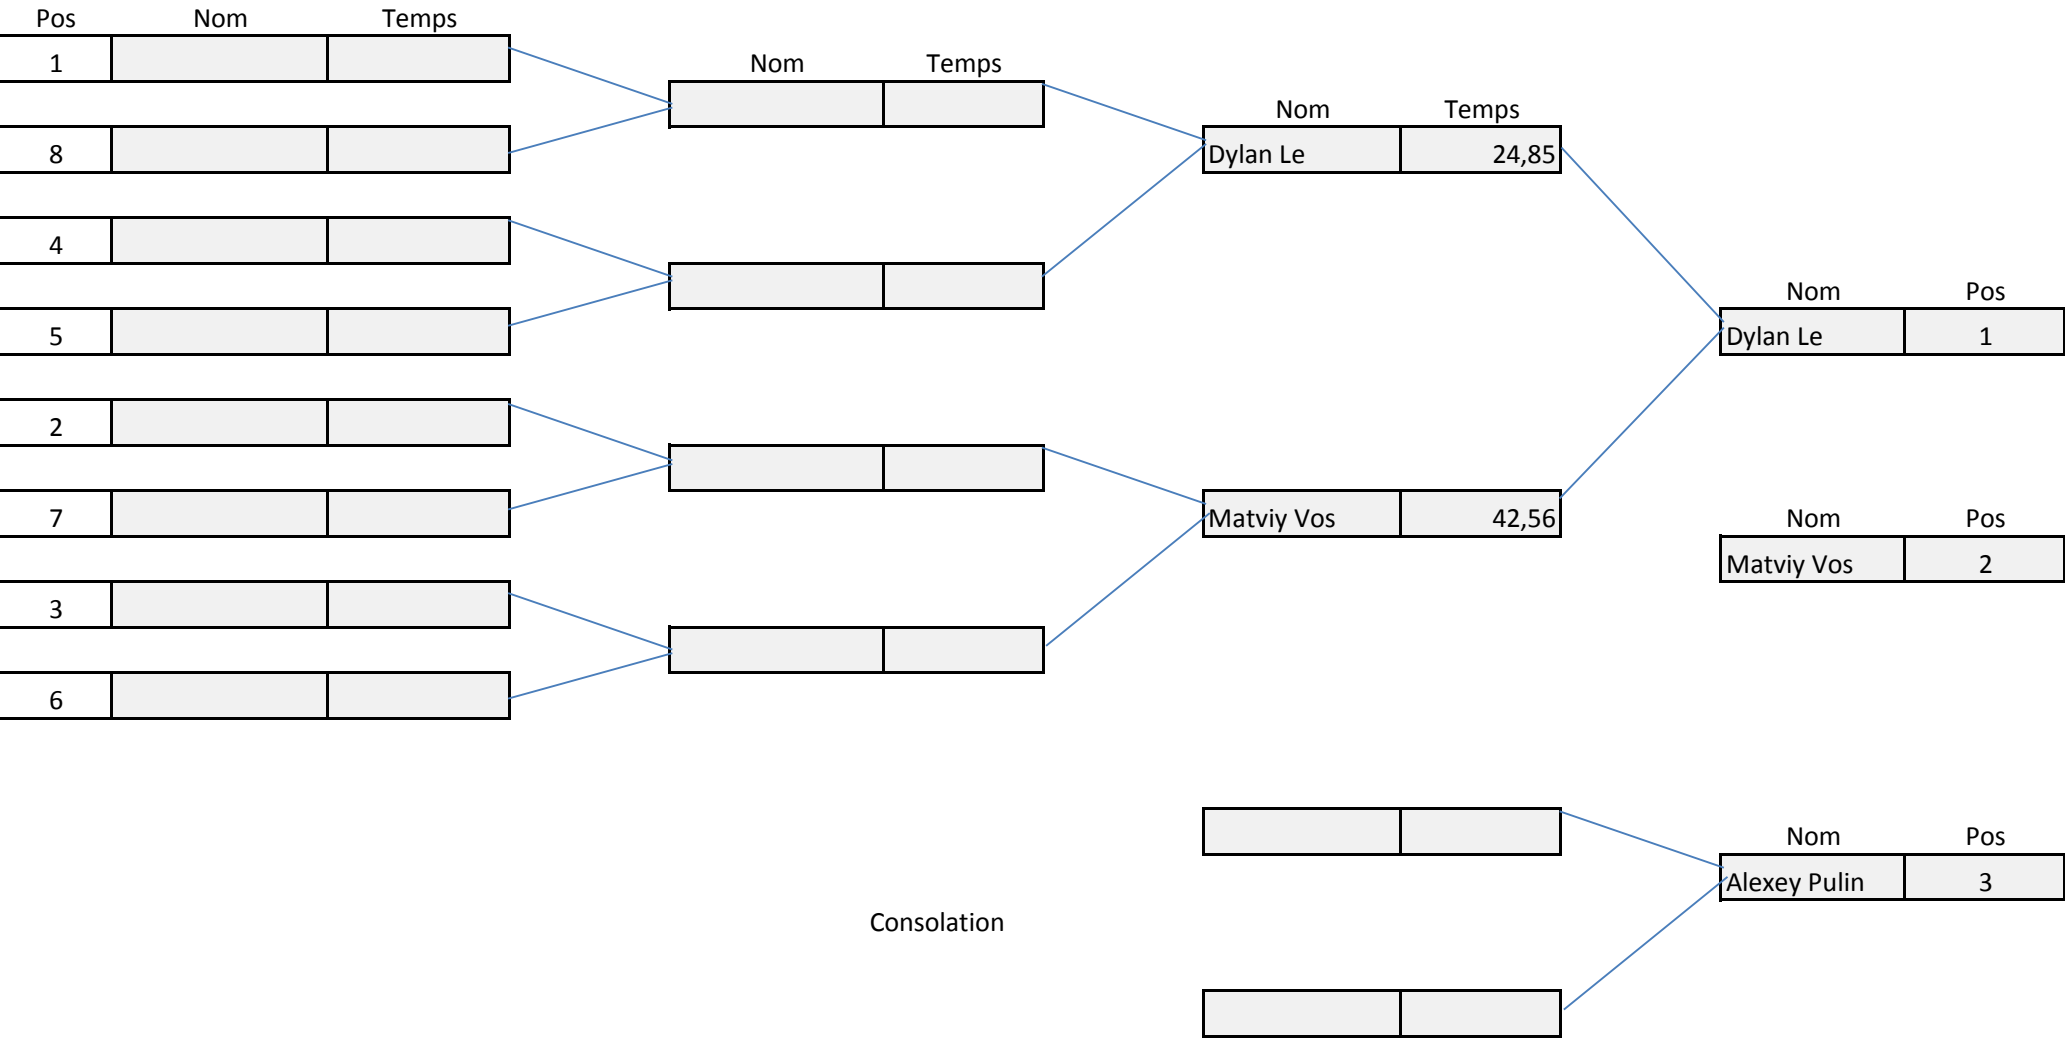 Pos Nom Temps
1
Nom Temps
8
Nom Temps
Dylan Le 24,85
4
5
Nom Pos
Dylan Le 1
2
7
Matviy Vos 42,56
Nom Pos
Matviy Vos 2
3
6
Nom Pos
Alexey Pulin 3
Consolation